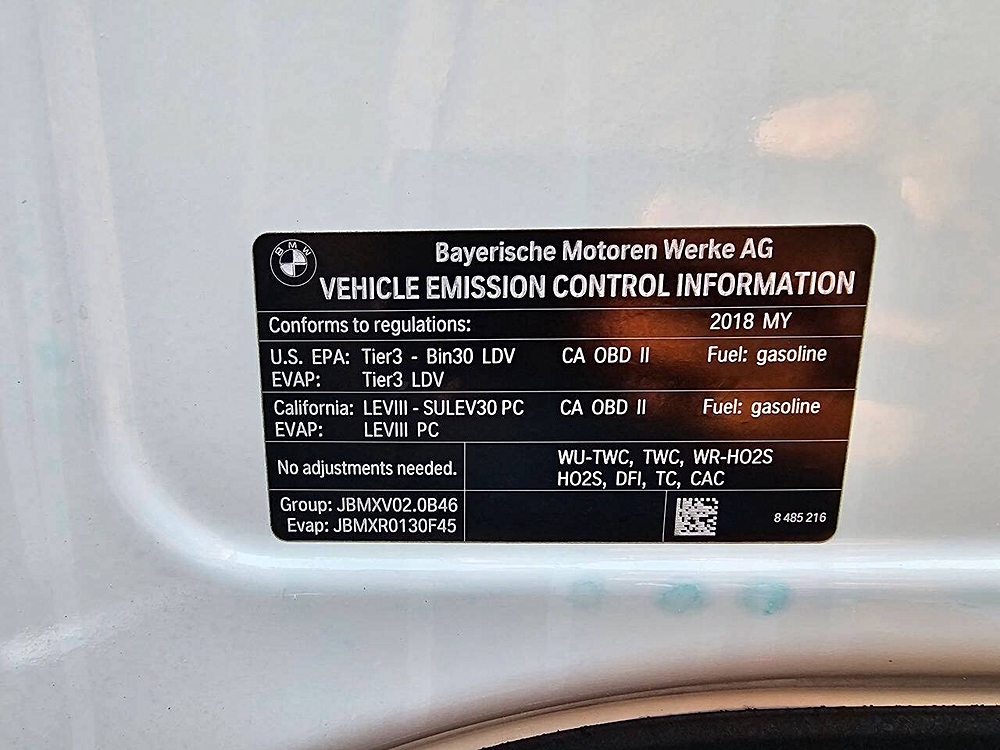 BMW
Bayerische Motoren Werke AG
VEHICLE EMISSION CONTROL INFORMATION
Conforms to regulations: 2018 MY
U.S. EPA: Tier3 - Bin30 LDV CA OBD II Fuel: gasoline
EVAP: Tier3 LDV
California: LEVIII - SULEV30 PC CA OBD II Fuel: gasoline
EVAP: LEVIII PC
No adjustments needed.
WU-TWC, TWC, WR-HO2S
HO2S, DFI, TC, CAC
Group: JBMXV02.0B46
Evap: JBMXR0130F45
8 485 216